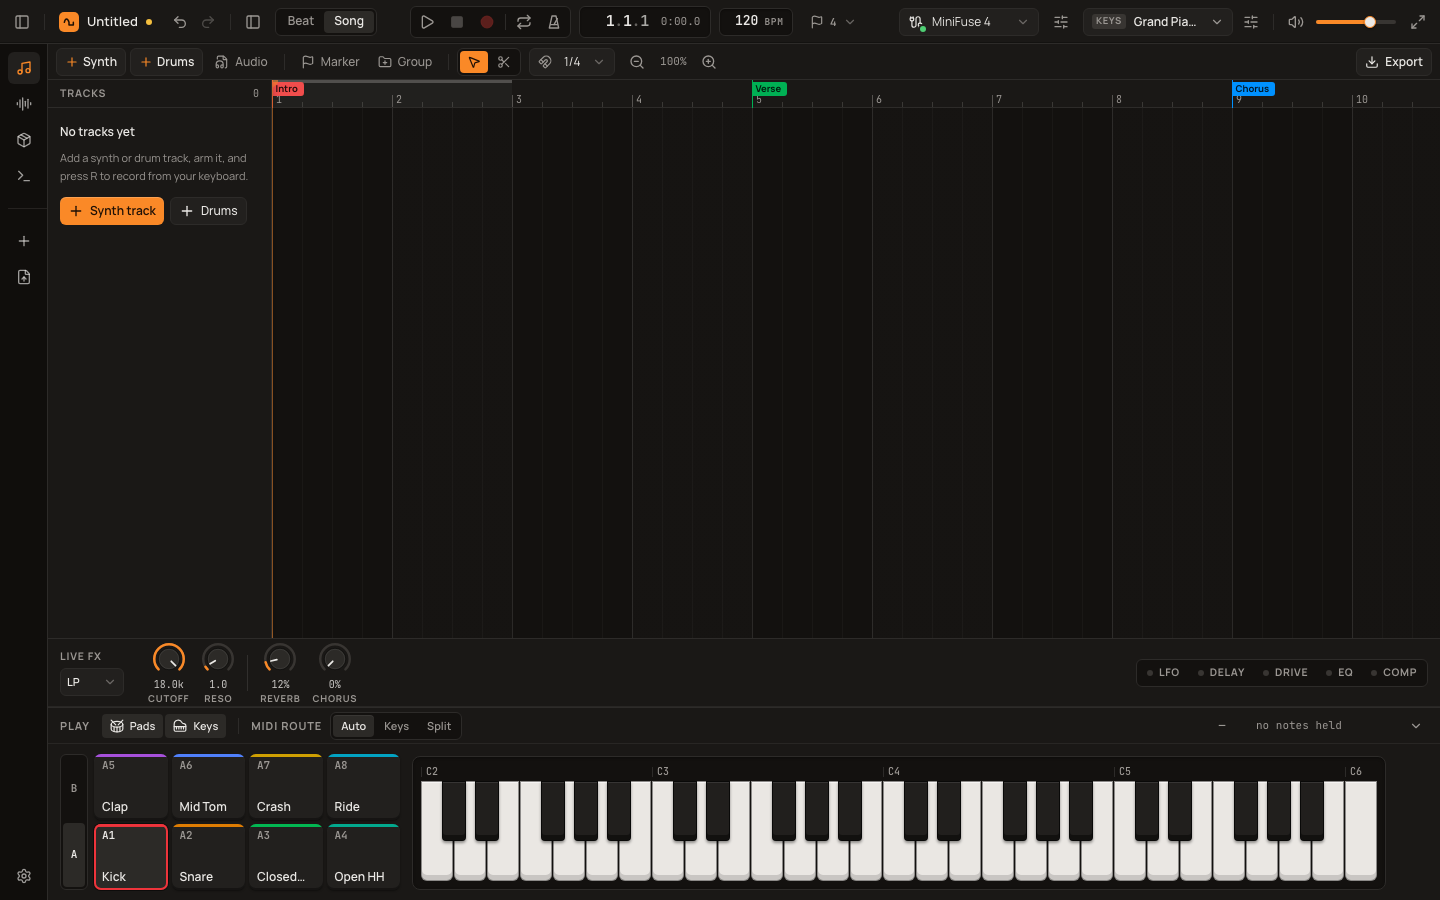 Untitled
Beat Song
1.1.1 0:00.0
120 BPM
4
MiniFuse 4
KEYS Grand Pia...
Synth Drums Audio Marker Group 1/4 100% Export
TRACKS 0
Intro Verse Chorus
1 2 3 4 5 6 7 8 9 10
No tracks yet
Add a synth or drum track, arm it, and
press R to record from your keyboard.
Synth track Drums
LIVE FX
LP
18.0k 1.0 12% 0%
CUTOFF RESO REVERB CHORUS
LFO DELAY DRIVE EQ COMP
PLAY Pads Keys MIDI ROUTE Auto Keys Split – no notes held
B
A
A5 A6 A7 A8
Clap Mid Tom Crash Ride
A1 A2 A3 A4
Kick Snare Closed... Open HH
C2 C3 C4 C5 C6